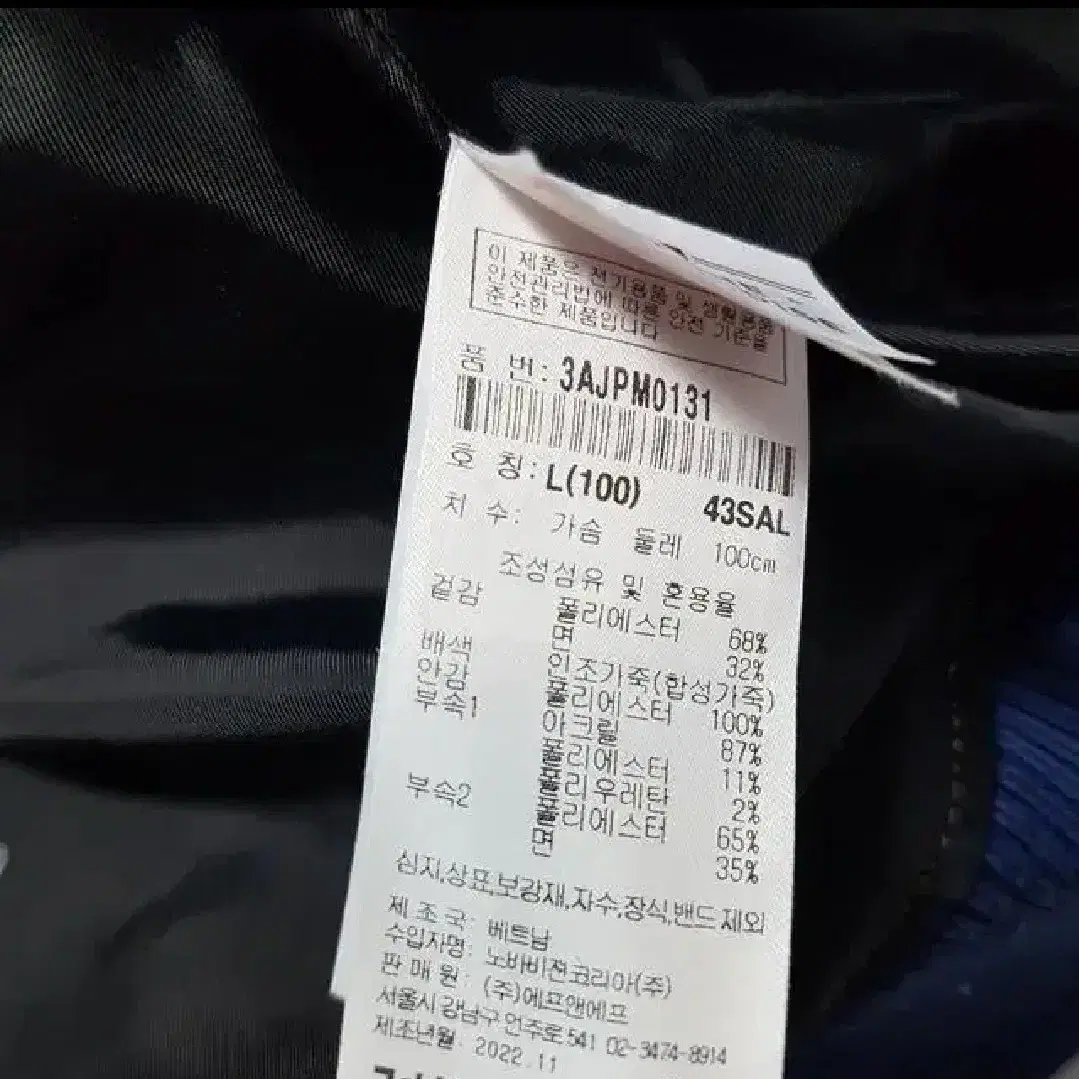 이 제품은 전기용품 및 생활용품
안전관리법에 따른 안전 기준을
준수한 제품입니다
품 번: 3AJPM0131
호 칭: L(100) 43SAL
치 수: 가슴 둘레 100cm
조성섬유 및 혼용율
겉감 폴리에스터 68%
면 32%
배색 인조가죽(합성가죽)
안감 폴리에스터 100%
부속1 아크릴 87%
폴리에스터 11%
폴리우레탄 2%
부속2 폴리에스터 65%
면 35%
심지,상표,보강재,자수,장식,밴드 제외
제 조 국: 베트남
수입자명: 노바비젼코리아(주)
판 매 원: (주)에프앤에프
서울시 강남구 언주로 541 02-3474-8914
제조년월. 2022.11